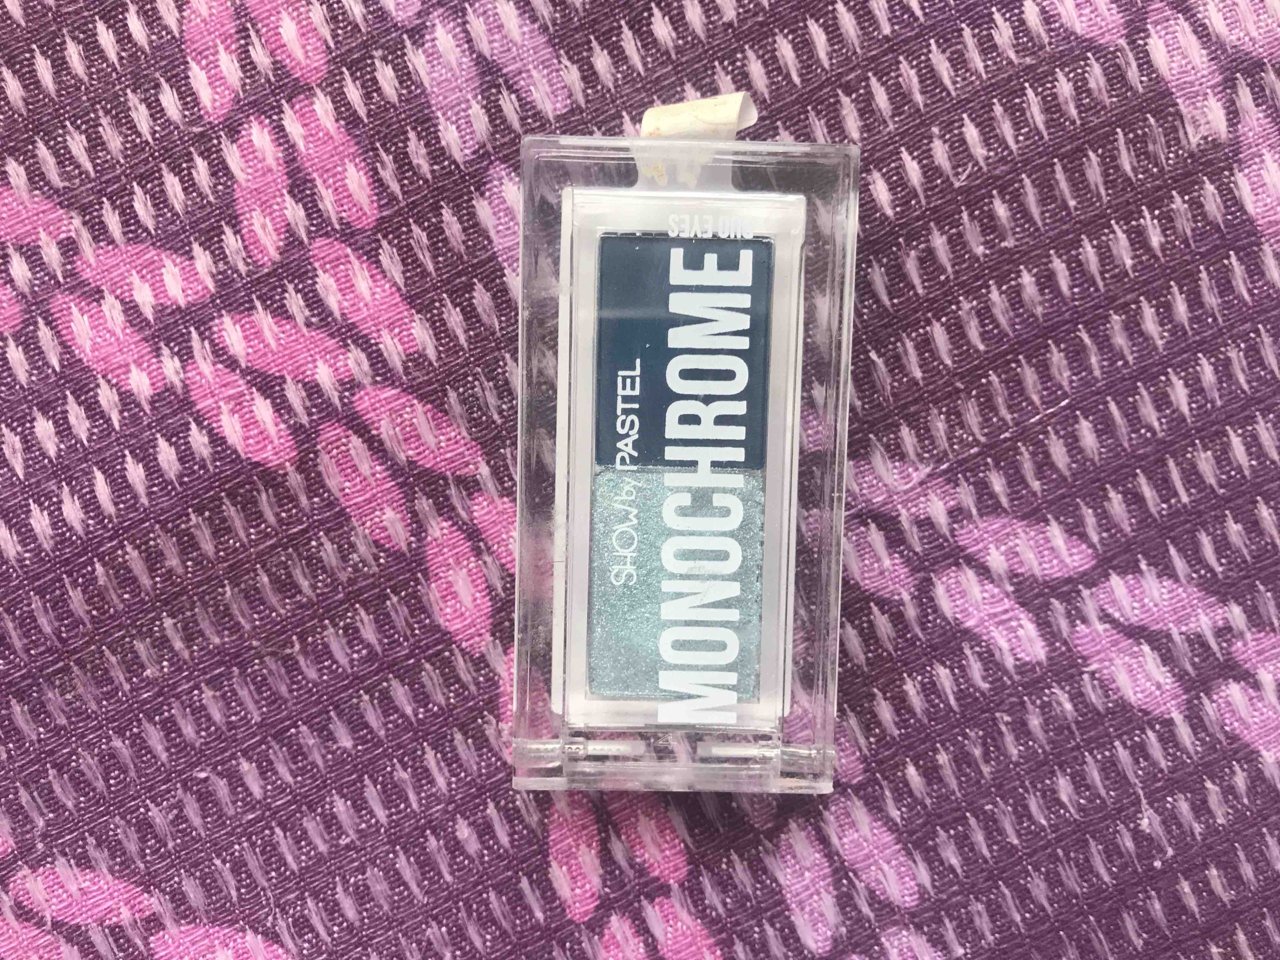 SHOW by PASTEL
MONOCHROME
DUO EYES